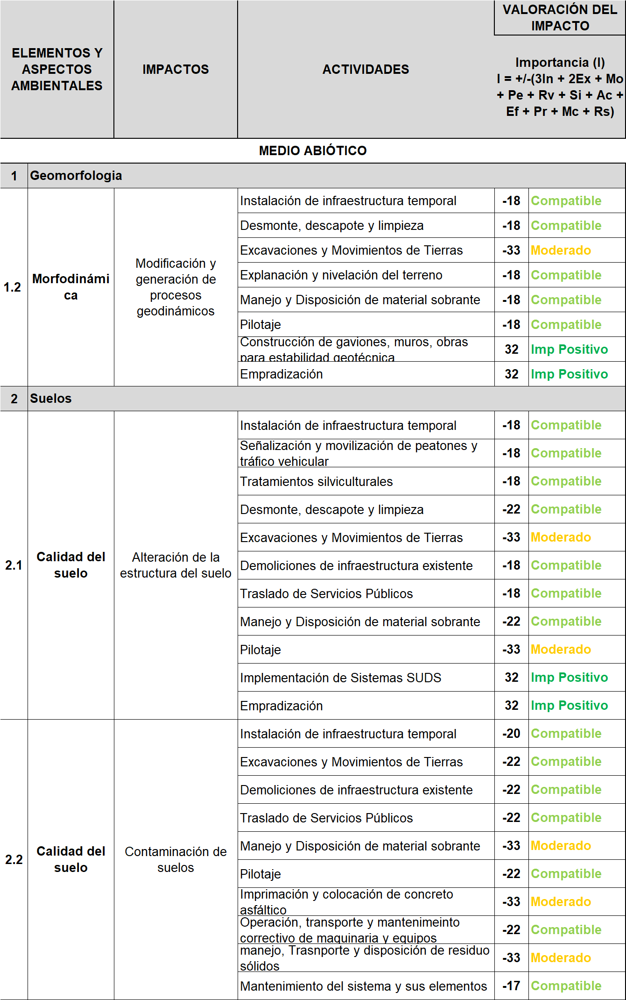 ELEMENTOS Y
ASPECTOS
AMBIENTALES
IMPACTOS
ACTIVIDADES
VALORACIÓN DEL
IMPACTO
Importancia (I)
I = +/-(3In + 2Ex + Mo
+ Pe + Rv + Si + Ac +
Ef + Pr + Mc + Rs)
MEDIO ABIÓTICO
1 Geomorfologia
1.2
Morfodinámi
ca
Modificación y
generación de
procesos
geodinámicos
Instalación de infraestructura temporal -18 Compatible
Desmonte, descapote y limpieza -18 Compatible
Excavaciones y Movimientos de Tierras -33 Moderado
Explanación y nivelación del terreno -18 Compatible
Manejo y Disposición de material sobrante -18 Compatible
Pilotaje -18 Compatible
Construcción de gaviones, muros, obras
para estabilidad geotécnica
32 Imp Positivo
Empradización 32 Imp Positivo
2 Suelos
2.1
Calidad del
suelo
Alteración de la
estructura del suelo
Instalación de infraestructura temporal -18 Compatible
Señalización y movilización de peatones y
tráfico vehicular
-18 Compatible
Tratamientos silviculturales -18 Compatible
Desmonte, descapote y limpieza -22 Compatible
Excavaciones y Movimientos de Tierras -33 Moderado
Demoliciones de infraestructura existente -18 Compatible
Traslado de Servicios Públicos -18 Compatible
Manejo y Disposición de material sobrante -22 Compatible
Pilotaje -33 Moderado
Implementación de Sistemas SUDS 32 Imp Positivo
Empradización 32 Imp Positivo
2.2
Calidad del
suelo
Contaminación de
suelos
Instalación de infraestructura temporal -20 Compatible
Excavaciones y Movimientos de Tierras -22 Compatible
Demoliciones de infraestructura existente -22 Compatible
Traslado de Servicios Públicos -22 Compatible
Manejo y Disposición de material sobrante -33 Moderado
Pilotaje -22 Compatible
Imprimación y colocación de concreto
asfáltico
-33 Moderado
Operación, transporte y mantenimeinto
correctivo de maquinaria y equipos
-22 Compatible
manejo, Trasnporte y disposición de residuo
sólidos
-33 Moderado
Mantenimiento del sistema y sus elementos -17 Compatible